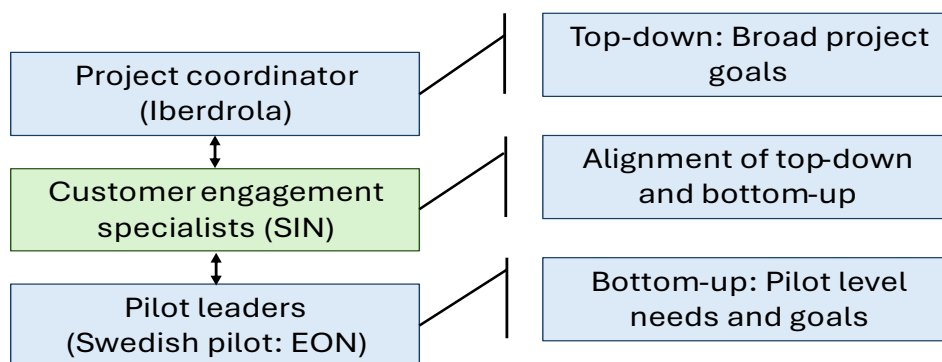 Project coordinator
(Iberdrola)
Top-down: Broad project
goals
Customer engagement
specialists (SIN)
Alignment of top-down
and bottom-up
Pilot leaders
(Swedish pilot: EON)
Bottom-up: Pilot level
needs and goals